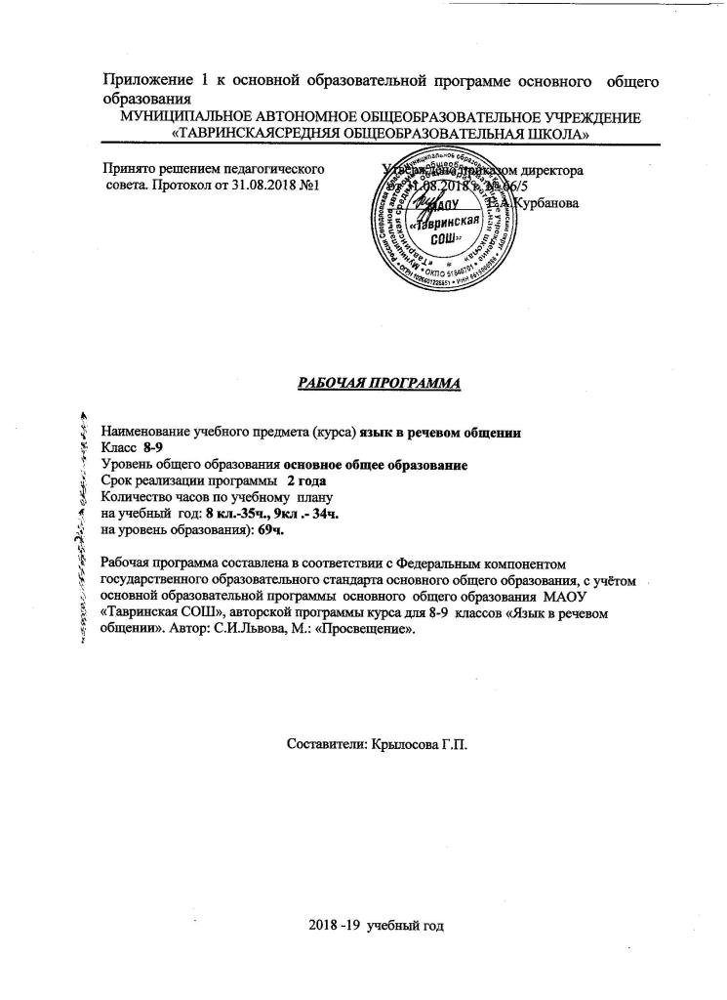 Приложение 1 к основной образовательной программе основного общего
образования
МУНИЦИПАЛЬНОЕ АВТОНОМНОЕ ОБЩЕОБРАЗОВАТЕЛЬНОЕ УЧРЕЖДЕНИЕ
«ТАВРИНСКАЯСРЕДНЯЯ ОБЩЕОБРАЗОВАТЕЛЬНАЯ ШКОЛА»
Принято решением педагогического
совета. Протокол от 31.08.2018 №1
Утверждено приказом директора
от 31.08.2018 г. № 66/5
Курбанова
МАОУ
«Тавринская
СОШ»
РАБОЧАЯ ПРОГРАММА
Наименование учебного предмета (курса) язык в речевом общении
Класс 8-9
Уровень общего образования основное общее образование
Срок реализации программы 2 года
Количество часов по учебному плану
на учебный год: 8 кл.-35ч., 9кл .- 34ч.
на уровень образования): 69ч.
Рабочая программа составлена в соответствии с Федеральным компонентом
государственного образовательного стандарта основного общего образования, с учётом
основной образовательной программы основного общего образования МАОУ
«Тавринская СОШ», авторской программы курса для 8-9 классов «Язык в речевом
общении». Автор: С.И.Львова, М.: «Просвещение».
Составители: Крылосова Г.П.
2018 -19 учебный год